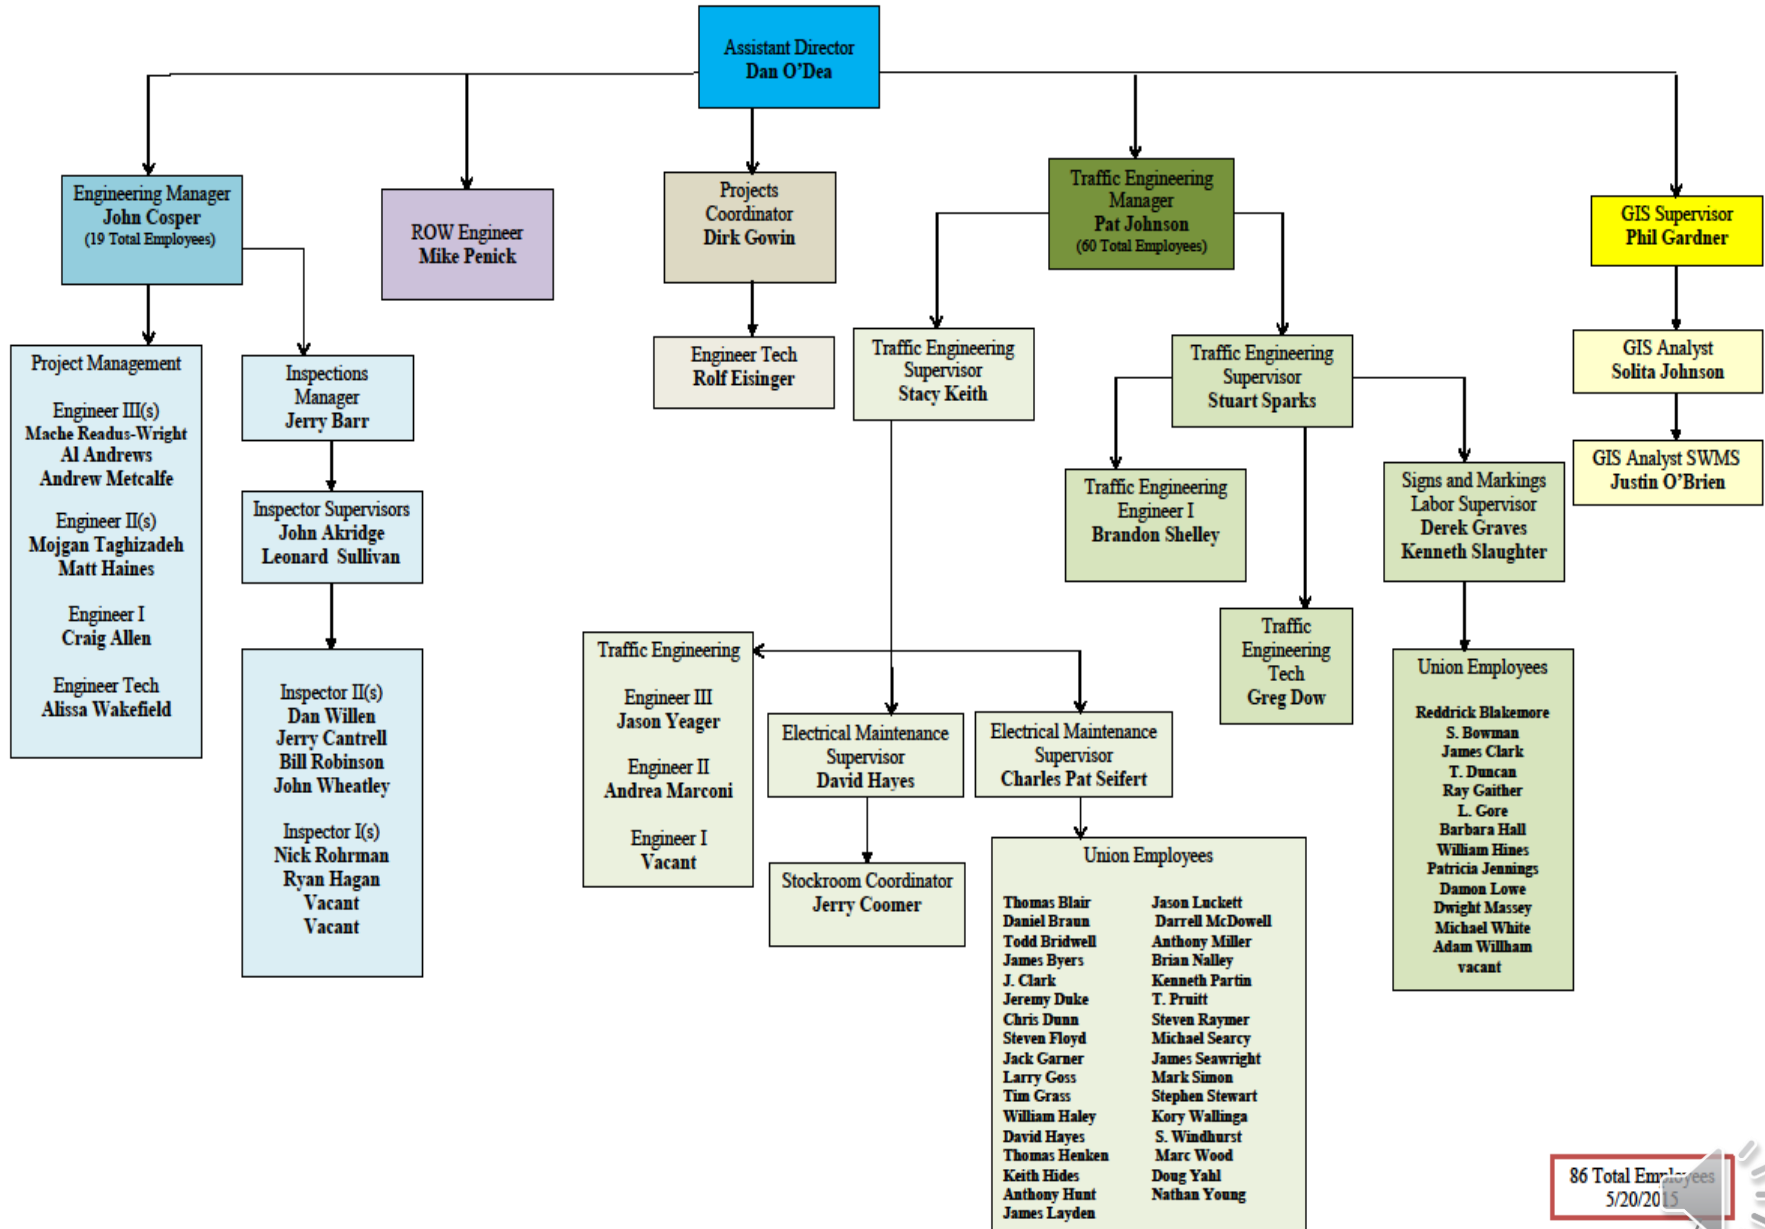 Assistant Director
Dan O'Dea
Engineering Manager
John Cosper
(19 Total Employees)
ROW Engineer
Mike Penick
Projects
Coordinator
Dirk Gowin
Traffic Engineering
Manager
Pat Johnson
(60 Total Employees)
GIS Supervisor
Phil Gardner
Project Management
Engineer III(s)
Mache Readus-Wright
Al Andrews
Andrew Metcalfe
Engineer II(s)
Mojgan Taghizadeh
Matt Haines
Engineer I
Craig Allen
Engineer Tech
Alissa Wakefield
Inspections
Manager
Jerry Barr
Inspector Supervisors
John Akridge
Leonard Sullivan
Inspector II(s)
Dan Willen
Jerry Cantrell
Bill Robinson
John Wheatley
Inspector I(s)
Nick Rohrman
Ryan Hagan
Vacant
Vacant
Engineer Tech
Rolf Eisinger
Traffic Engineering
Supervisor
Stacy Keith
Traffic Engineering
Supervisor
Stuart Sparks
GIS Analyst
Solita Johnson
GIS Analyst SWMS
Justin O'Brien
Traffic Engineering
Engineer I
Brandon Shelley
Signs and Markings
Labor Supervisor
Derek Graves
Kenneth Slaughter
Traffic
Engineering
Tech
Greg Dow
Traffic Engineering
Engineer III
Jason Yeager
Engineer II
Andrea Marconi
Engineer I
Vacant
Electrical Maintenance
Supervisor
David Hayes
Electrical Maintenance
Supervisor
Charles Pat Seifert
Stockroom Coordinator
Jerry Coomer
Union Employees
Thomas Blair
Daniel Braun
Todd Bridwell
James Byers
J. Clark
Jeremy Duke
Chris Dunn
Steven Floyd
Jack Garner
Larry Goss
Tim Grass
William Haley
David Hayes
Thomas Henken
Keith Hides
Anthony Hunt
James Layden
Jason Luckett
Darrell McDowell
Anthony Miller
Brian Nalley
Kenneth Partin
T. Pruitt
Steven Raymer
Michael Searcy
James Seawright
Mark Simon
Stephen Stewart
Kory Wallinga
S. Windhurst
Marc Wood
Doug Yahl
Nathan Young
Union Employees
Reddrick Blakemore
S. Bowman
James Clark
T. Duncan
Ray Gaither
L. Gore
Barbara Hall
William Hines
Patricia Jennings
Damon Lowe
Dwight Massey
Michael White
Adam Willham
vacant
86 Total Employees
5/20/2015